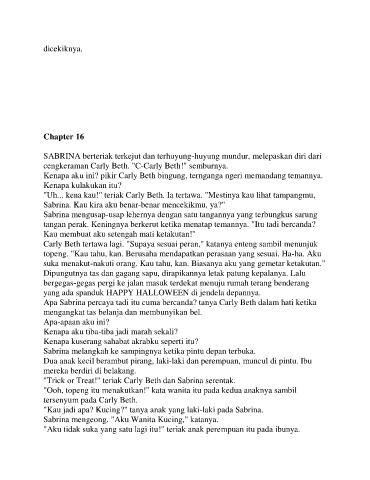 dicekiknya.
Chapter 16
SABRINA berteriak terkejut dan terhuyung-huyung mundur, melepaskan diri dari
cengkeraman Carly Beth. "C-Carly Beth!" semburnya.
Kenapa aku ini? pikir Carly Beth bingung, ternganga ngeri memandang temannya.
Kenapa kulakukan itu?
"Uh... kena kau!" teriak Carly Beth. Ia tertawa. "Mestinya kau lihat tampangmu,
Sabrina. Kau kira aku benar-benar mencekikmu, ya?"
Sabrina mengusap-usap lehernya dengan satu tangannya yang terbungkus sarung
tangan perak. Keningnya berkerut ketika menatap temannya. "Itu tadi bercanda?
Kau membuat aku setengah mati ketakutan!"
Carly Beth tertawa lagi. "Supaya sesuai peran," katanya enteng sambil menunjuk
topeng. "Kau tahu, kan. Berusaha mendapatkan perasaan yang sesuai. Ha-ha. Aku
suka menakut-nakuti orang. Kau tahu, kan. Biasanya aku yang gemetar ketakutan."
Dipungutnya tas dan gagang sapu, dirapikannya letak patung kepalanya. Lalu
bergegas-gegas pergi ke jalan masuk terdekat menuju rumah terang benderang
yang ada spanduk HAPPY HALLOWEEN di jendela depannya.
Apa Sabrina percaya tadi itu cuma bercanda? tanya Carly Beth dalam hati ketika
mengangkat tas belanja dan membunyikan bel.
Apa-apaan aku ini?
Kenapa aku tiba-tiba jadi marah sekali?
Kenapa kuserang sahabat akrabku seperti itu?
Sabrina melangkah ke sampingnya ketika pintu depan terbuka.
Dua anak kecil berambut pirang, laki-laki dan perempuan, muncul di pintu. Ibu
mereka berdiri di belakang.
"Trick or Treat!" teriak Carly Beth dan Sabrina serentak.
"Ooh, topeng itu menakutkan!" kata wanita itu pada kedua anaknya sambil
tersenyum pada Carly Beth.
"Kau jadi apa? Kucing?" tanya anak yang laki-laki pada Sabrina.
Sabrina mengeong. "Aku Wanita Kucing," katanya.
"Aku tidak suka yang satu lagi itu!" teriak anak perempuan itu pada ibunya.